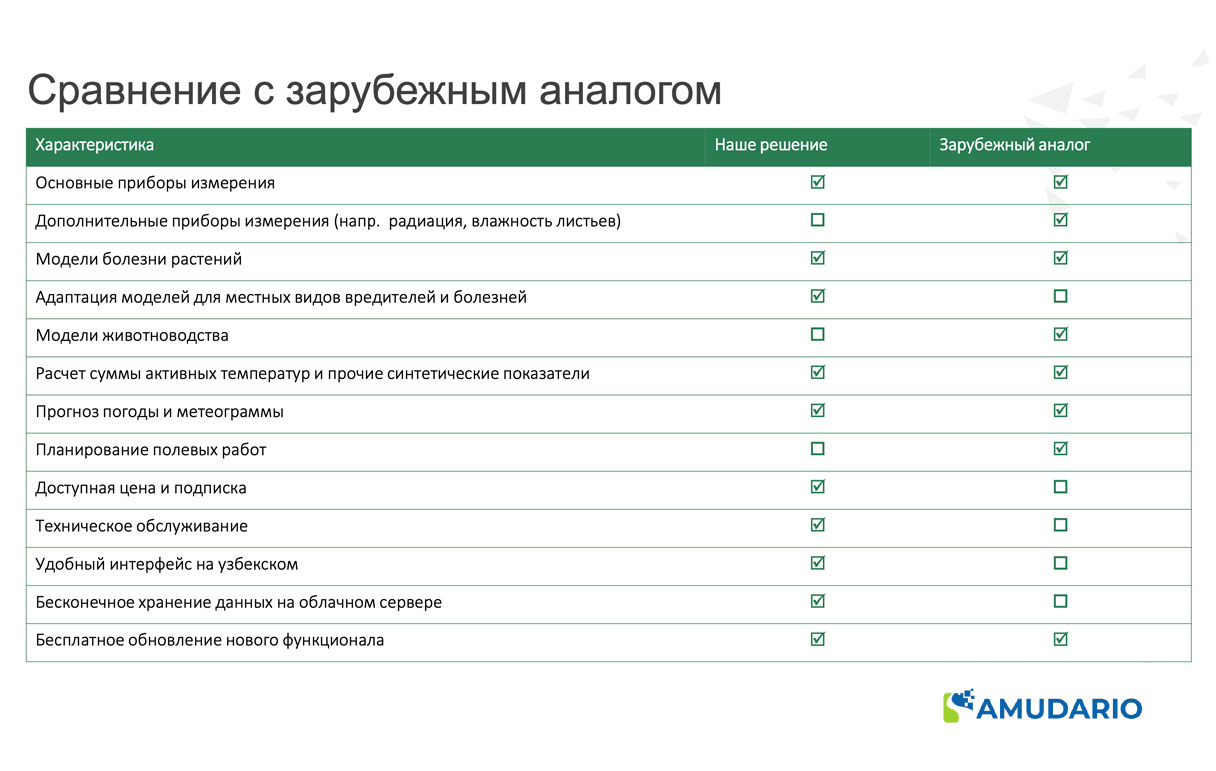 Сравнение с зарубежным аналогом
Характеристика Наше решение Зарубежный аналог
Основные приборы измерения ☑ ☑
Дополнительные приборы измерения (напр. радиация, влажность листьев) ☐ ☑
Модели болезни растений ☑ ☑
Адаптация моделей для местных видов вредителей и болезней ☑ ☐
Модели животноводства ☐ ☑
Расчет суммы активных температур и прочие синтетические показатели ☑ ☑
Прогноз погоды и метеограммы ☑ ☑
Планирование полевых работ ☐ ☑
Доступная цена и подписка ☑ ☐
Техническое обслуживание ☑ ☐
Удобный интерфейс на узбекском ☑ ☐
Бесконечное хранение данных на облачном сервере ☑ ☐
Бесплатное обновление нового функционала ☑ ☑
AMUDARIO